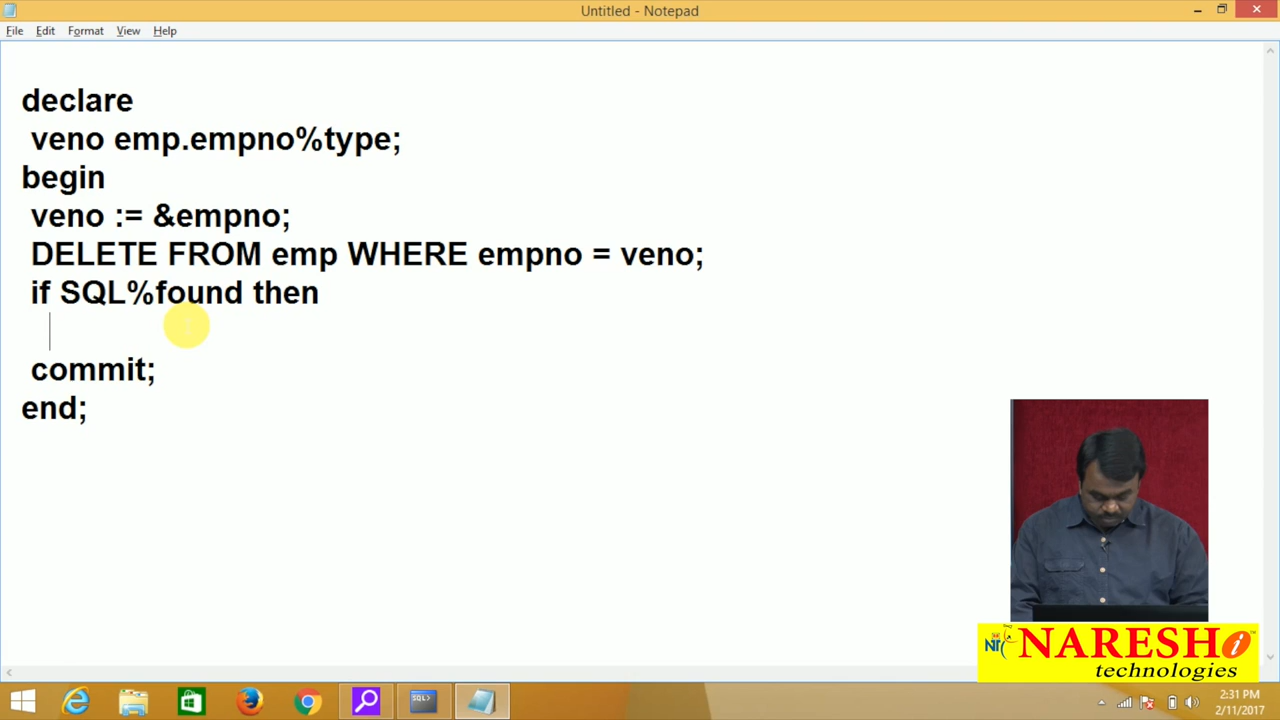 Untitled - Notepad
File Edit Format View Help
declare
veno emp.empno%type;
begin
veno := &empno;
DELETE FROM emp WHERE empno = veno;
if SQL%found then
commit;
end;
NARESH i
technologies
SQL>
2:31 PM
2/11/2017